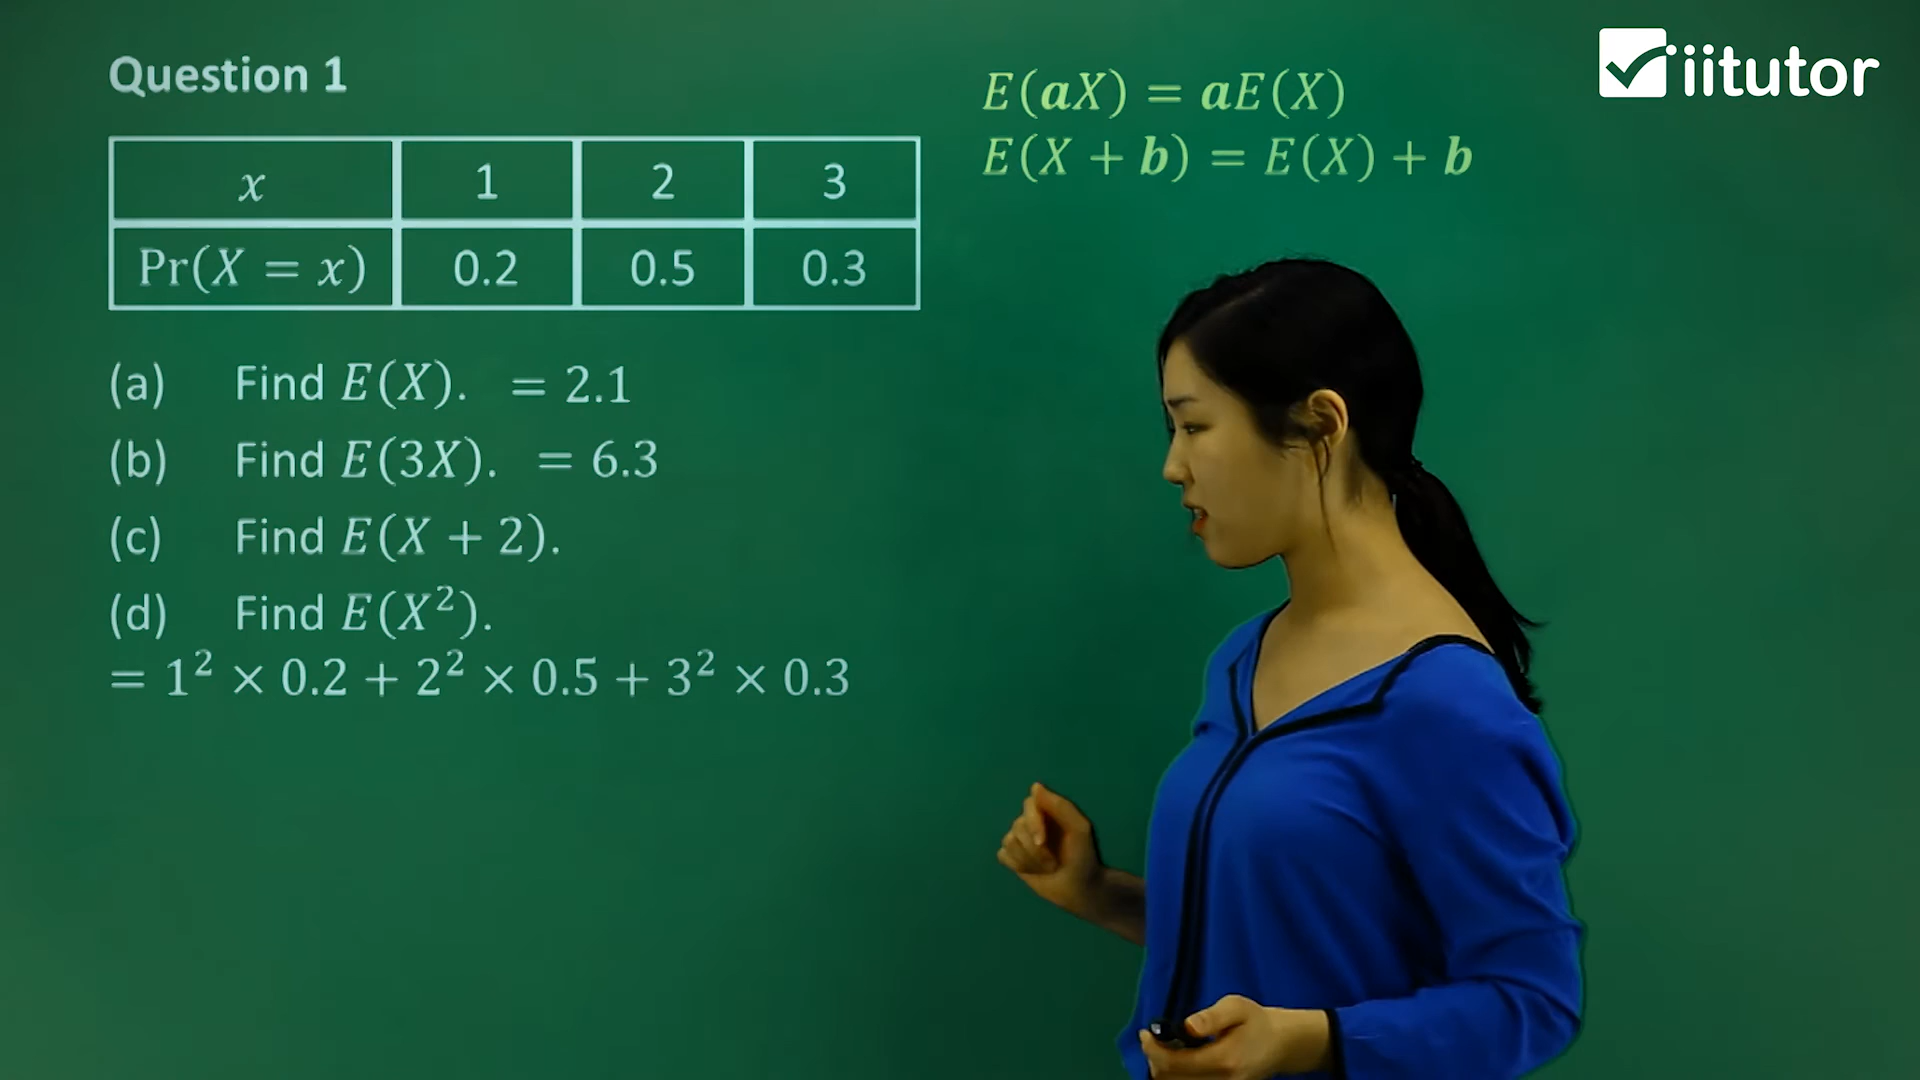 Question 1
iitutor
E(aX) = aE(X)
E(X + b) = E(X) + b
x 1 2 3
Pr(X = x) 0.2 0.5 0.3
(a) Find E(X). = 2.1
(b) Find E(3X). = 6.3
(c) Find E(X + 2).
(d) Find E(X²).
= 1² × 0.2 + 2² × 0.5 + 3² × 0.3